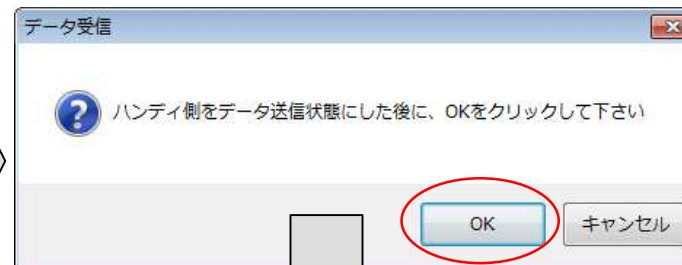 データ受信
ハンディ側をデータ送信状態にした後に、OKをクリックして下さい
OK
キャンセル